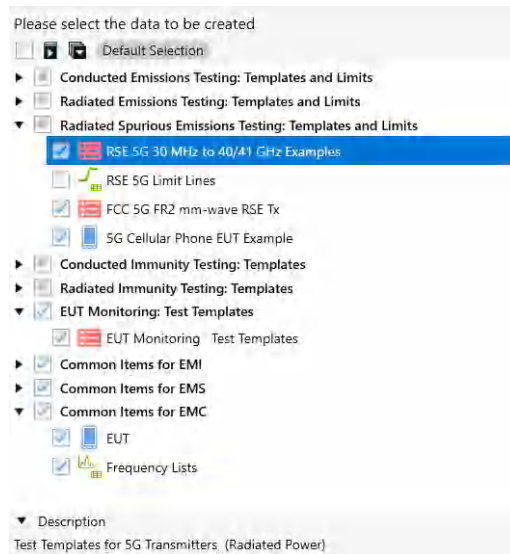 Please select the data to be created
Default Selection
Conducted Emissions Testing: Templates and Limits
Radiated Emissions Testing: Templates and Limits
Radiated Spurious Emissions Testing: Templates and Limits
RSE 5G 30 MHz to 40/41 GHz Examples
RSE 5G Limit Lines
FCC 5G FR2 mm-wave RSE Tx
5G Cellular Phone EUT Example
Conducted Immunity Testing: Templates
Radiated Immunity Testing: Templates
EUT Monitoring: Test Templates
EUT Monitoring Test Templates
Common Items for EMI
Common Items for EMS
Common Items for EMC
EUT
Frequency Lists
Description
Test Templates for 5G Transmitters (Radiated Power)